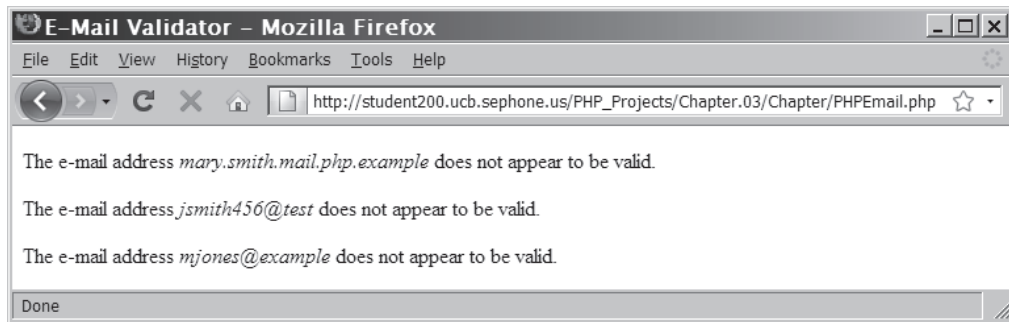 E-Mail Validator – Mozilla Firefox
File Edit View History Bookmarks Tools Help
http://student200.ucb.sephone.us/PHP_Projects/Chapter.03/Chapter/PHPEmail.php
The e-mail address mary.smith.mail.php.example does not appear to be valid.
The e-mail address jsmith456@test does not appear to be valid.
The e-mail address mjones@example does not appear to be valid.
Done